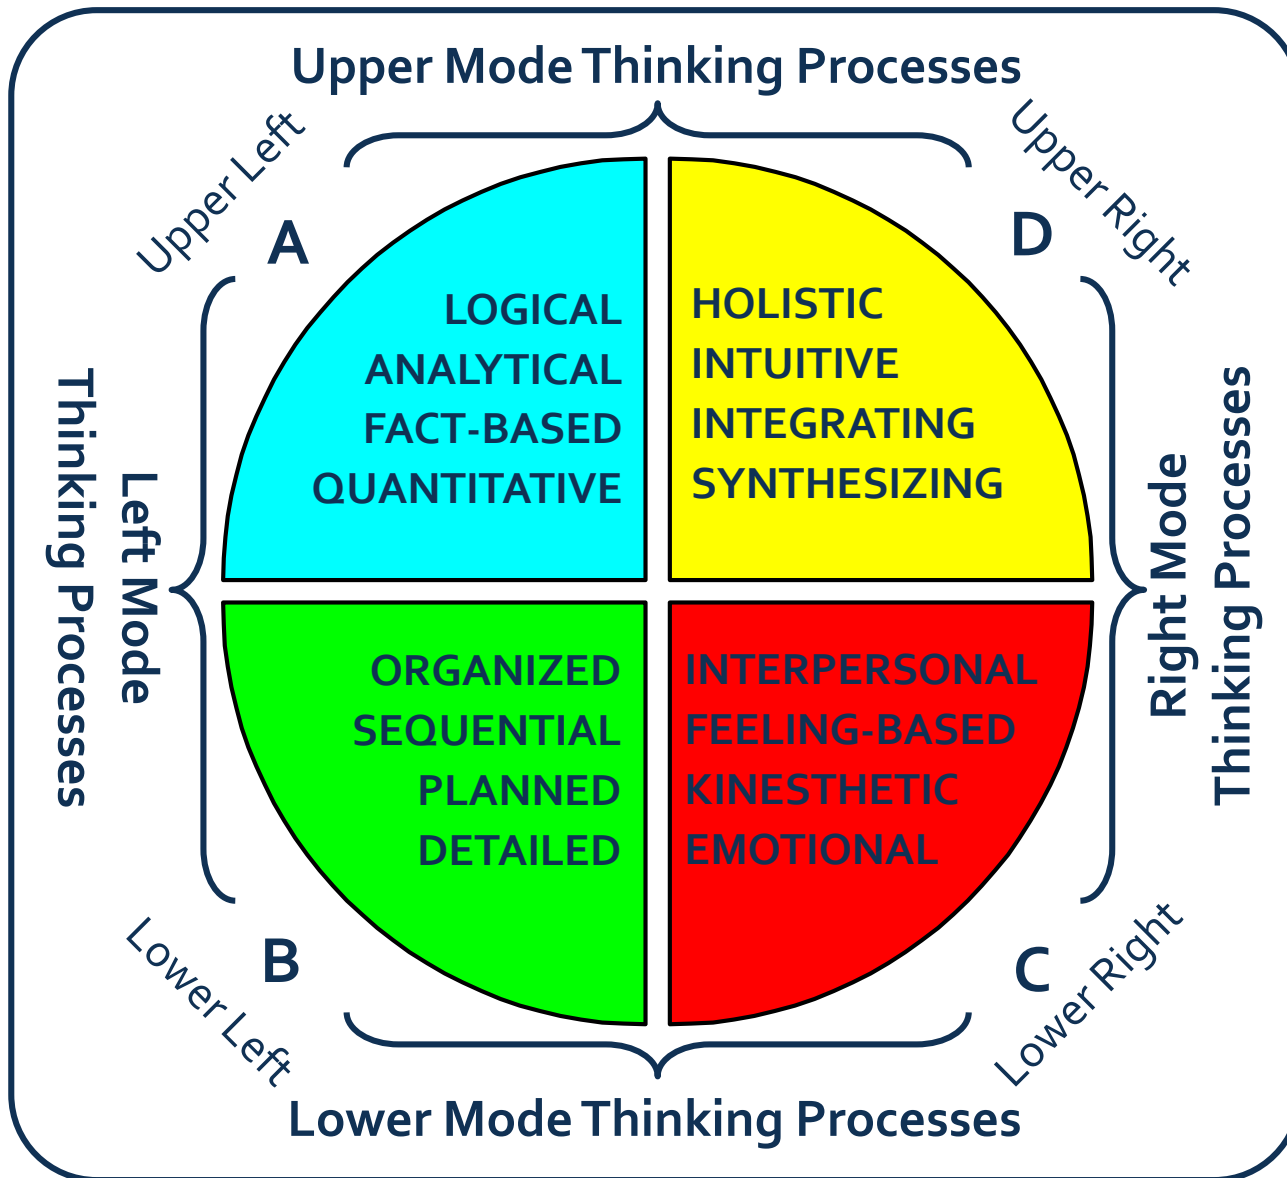 Upper Mode Thinking Processes
Upper Left
Upper Right
A
D
LOGICAL
ANALYTICAL
FACT-BASED
QUANTITATIVE
HOLISTIC
INTUITIVE
INTEGRATING
SYNTHESIZING
Left Mode
Thinking Processes
Right Mode
Thinking Processes
ORGANIZED
SEQUENTIAL
PLANNED
DETAILED
INTERPERSONAL
FEELING-BASED
KINESTHETIC
EMOTIONAL
B
C
Lower Left
Lower Right
Lower Mode Thinking Processes